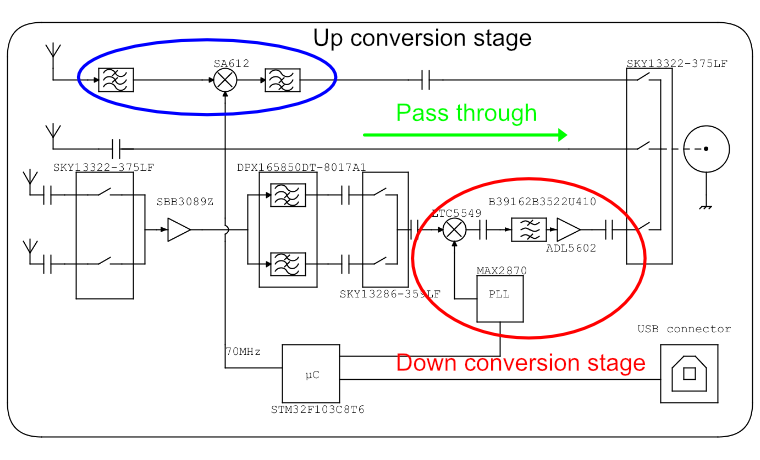 Up conversion stage
SA612
SKY13322-375LF
Pass through
SKY13322-375LF
DPX165850DT-8017A1
SBB3089Z
B39162B3522U410
LTC5549
ADL5602
MAX2870
SKY13286-359LF
PLL
USB connector
70MHz
Down conversion stage
µC
STM32F103C8T6